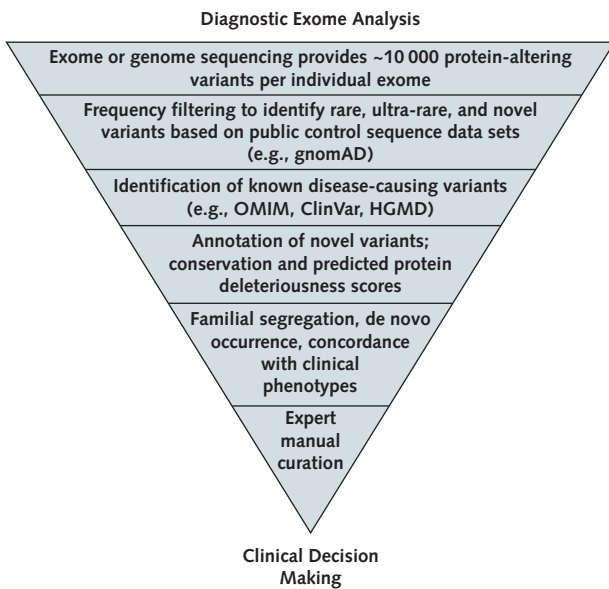 Diagnostic Exome Analysis
Exome or genome sequencing provides ~10 000 protein-altering
variants per individual exome
Frequency filtering to identify rare, ultra-rare, and novel
variants based on public control sequence data sets
(e.g., gnomAD)
Identification of known disease-causing variants
(e.g., OMIM, ClinVar, HGMD)
Annotation of novel variants;
conservation and predicted protein
deleteriousness scores
Familial segregation, de novo
occurrence, concordance
with clinical
phenotypes
Expert
manual
curation
Clinical Decision
Making